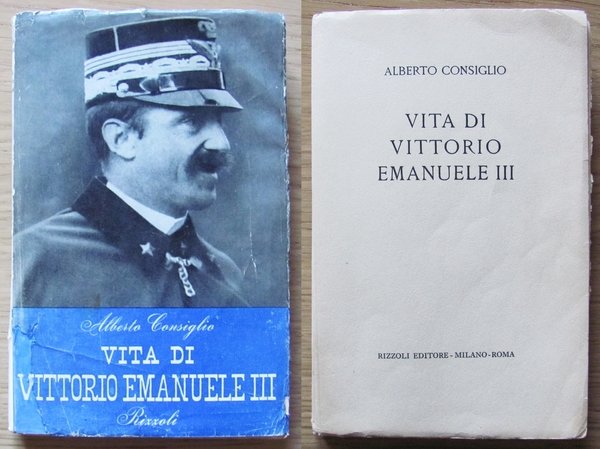 Alberto Consiglio
VITA DI
VITTORIO EMANUELE III
Rizzoli
ALBERTO CONSIGLIO
VITA DI
VITTORIO
EMANUELE III
RIZZOLI EDITORE - MILANO - ROMA